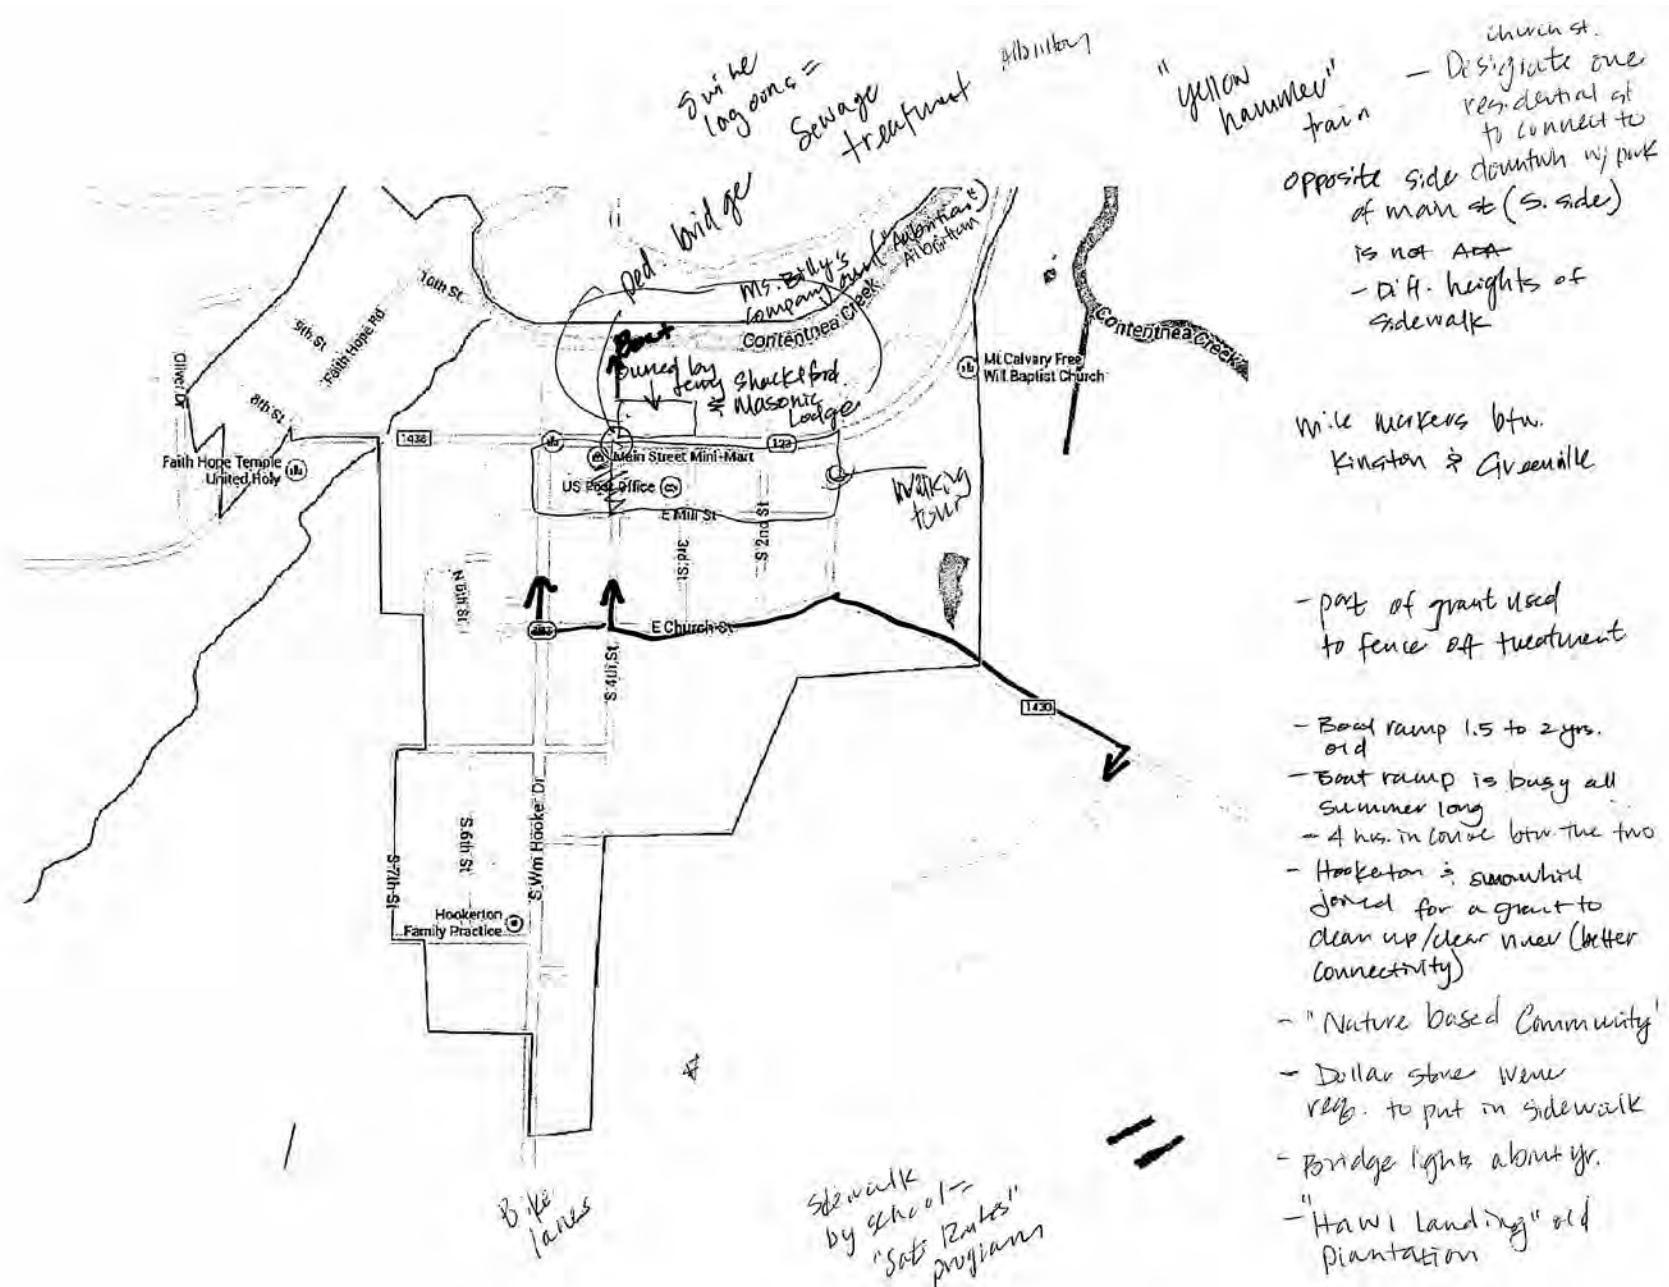 Swine
lagoons =
Sewage
treatment
"yellow
hammer"
train
church st.
- Designate one
residential st
to connect to
downtwn w/ park
opposite side
of main st (S. side)
is not ADA
- Diff. heights of
sidewalk
ped. bridge
Ms. Billy's
company
Albritton
Contentnea Creek
Contentnea Creek
Boat
owned by
Jerry Shackleford
& Masonic
Lodge
10th St
9th St
Faith Hope Rd
8th St
Oliver Dr
1438
Faith Hope Temple
United Holy
123
Main Street Mini-Mart
US Post Office
E Mill St
Mt Calvary Free
Will Baptist Church
walking
tour
mile markers btw.
Kinston & Greenville
N 6th St
3rd St
S 2nd St
E Church St
S 4th St
1430
- part of grant used
to fence off treatment
- Boat ramp 1.5 to 2 yrs.
old
- Boat ramp is busy all
summer long
- 4 hrs. in canoe btw. the two
- Hookerton & snowhill
joined for a grant to
clean up/clear river (better
connectivity)
S 7th St
S 6th St
S Wm Hooker Dr
Hookerton
Family Practice
- "Nature based Community"
- Dollar store were
req. to put in sidewalk
- Bridge lights about yr.
- "Landing" old
plantation
Bike
lanes
sidewalk
by school -
"Safe Routes"
program